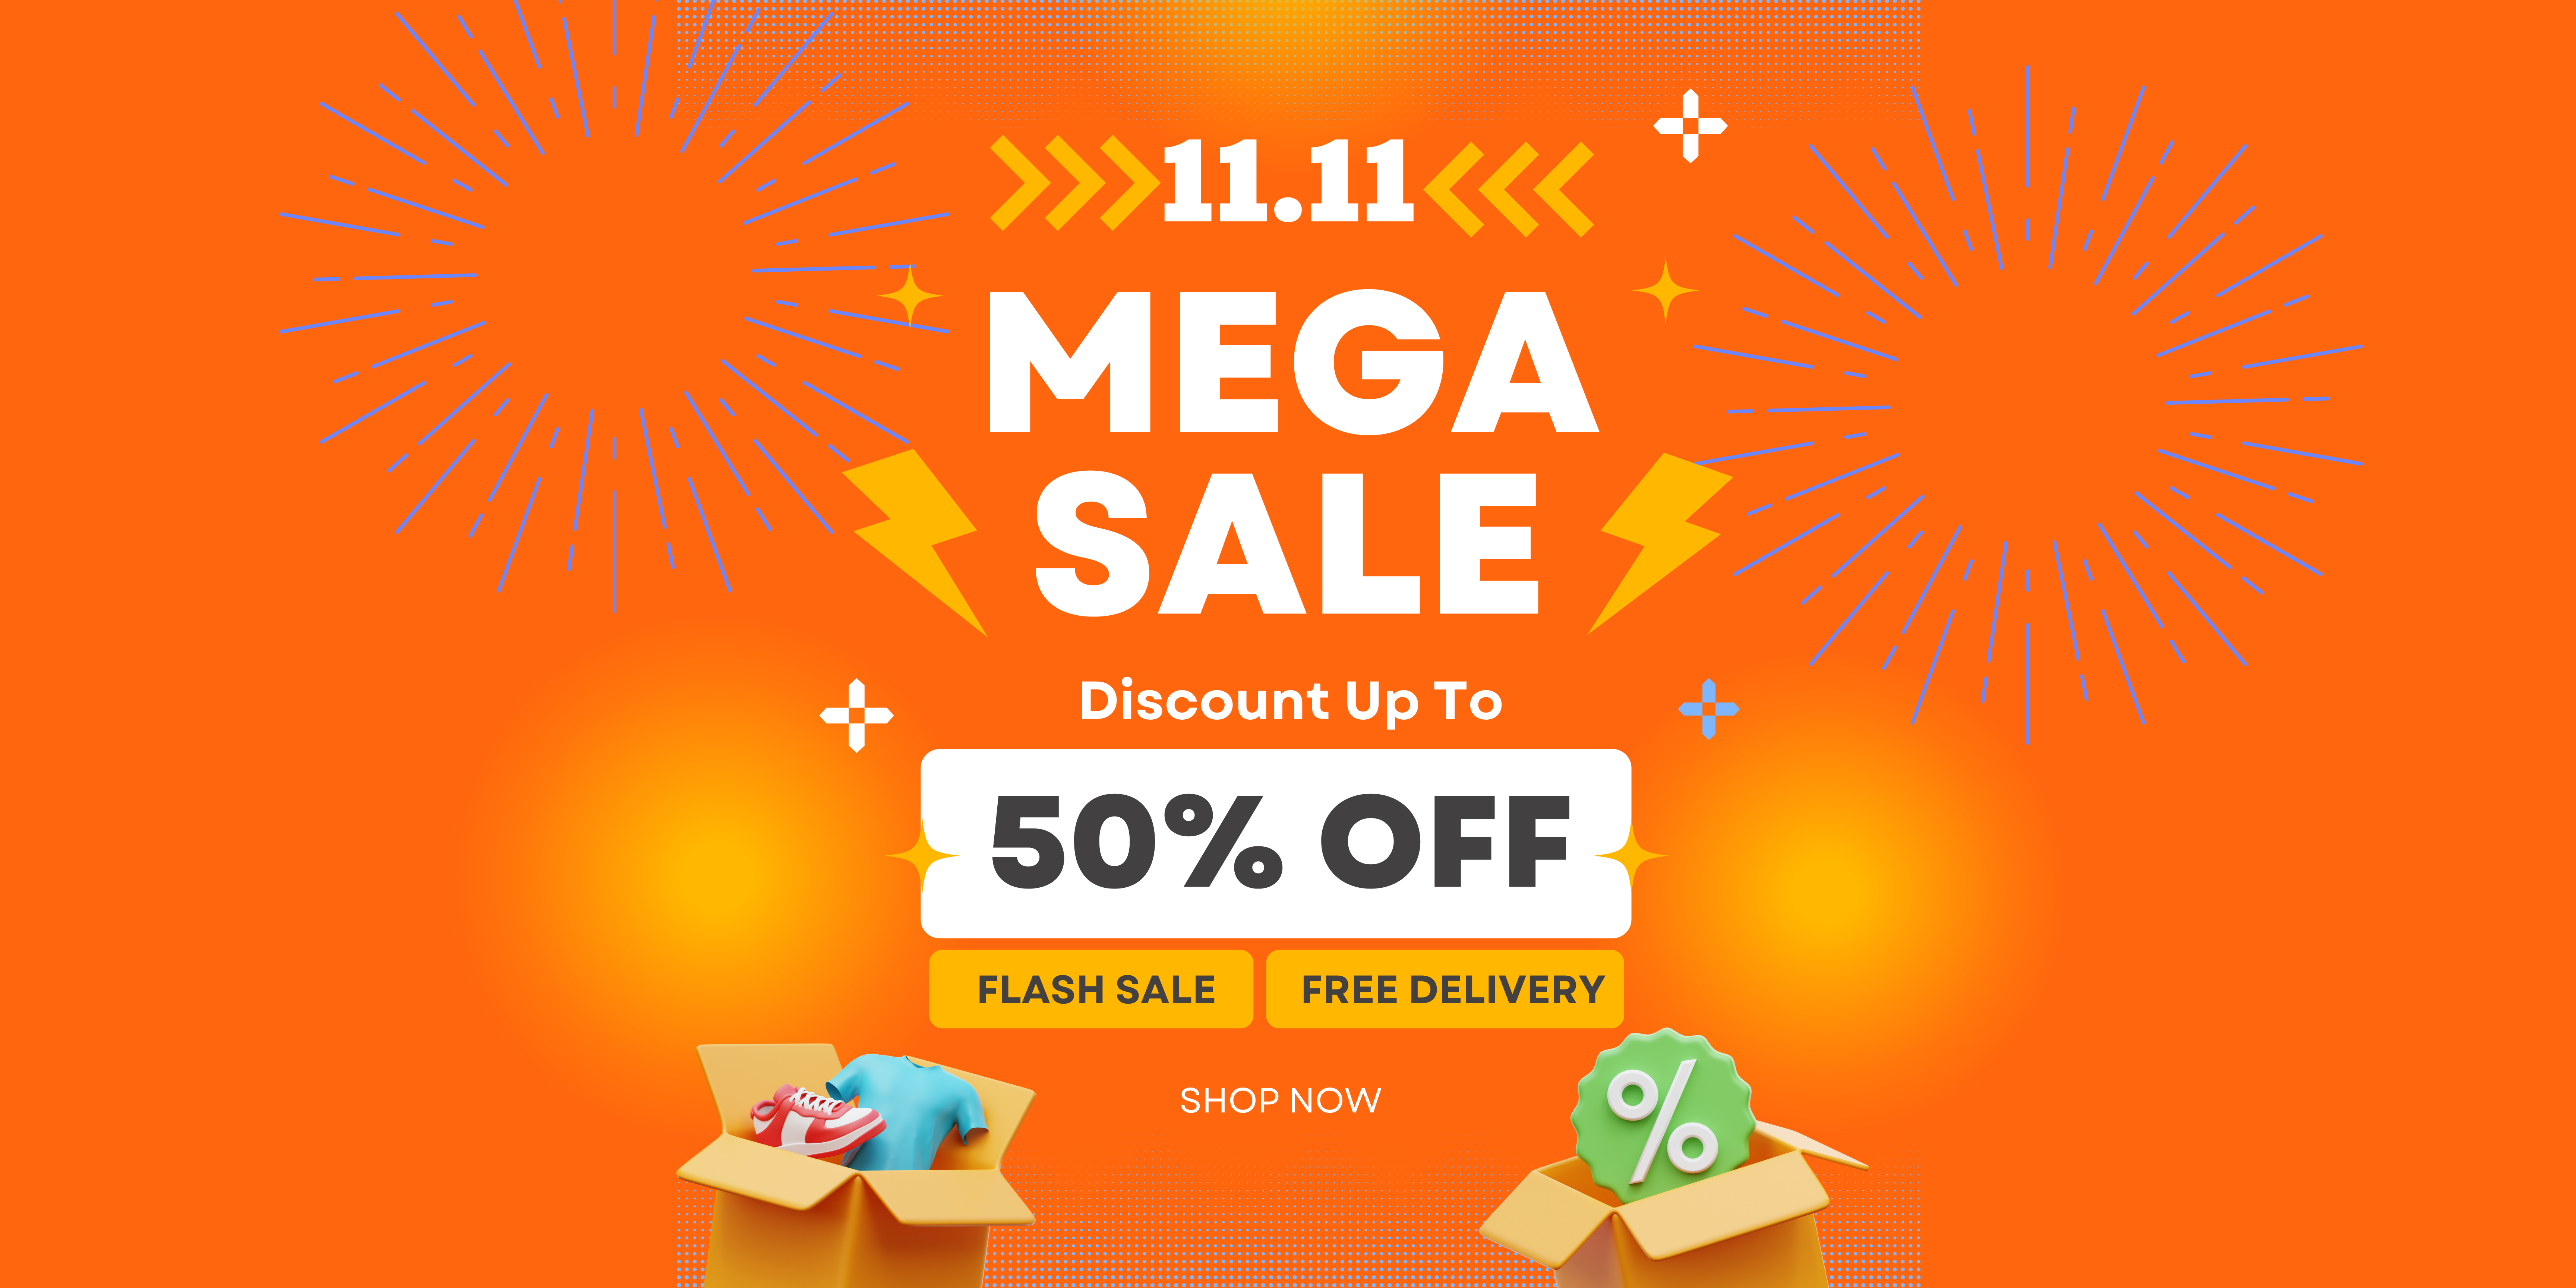 11.11
MEGA
SALE
Discount Up To
50% OFF
FLASH SALE
FREE DELIVERY
SHOP NOW
%